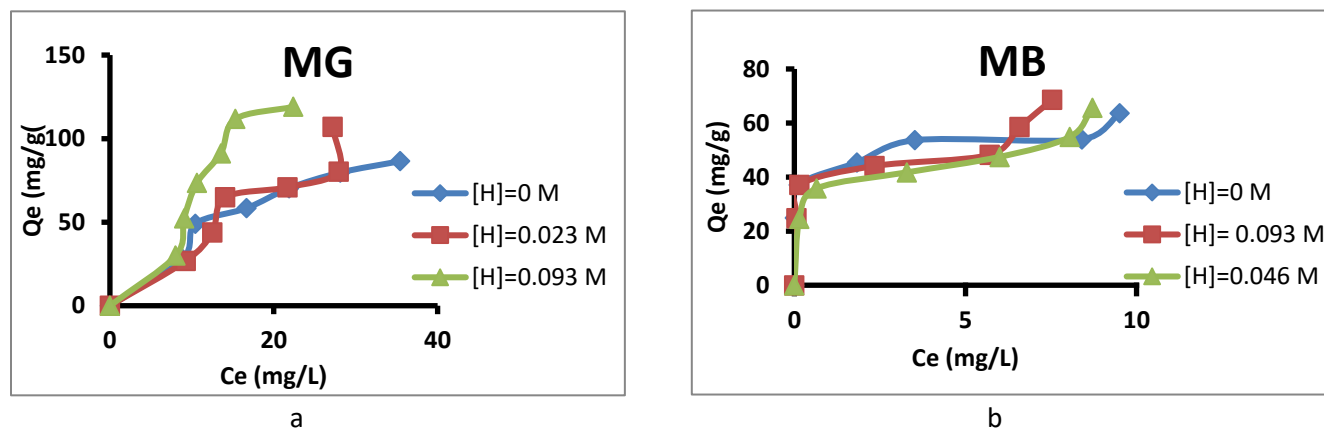 MG
150
100
50
0
Qe (mg/g(
0
20
40
Ce (mg/L)
[H]=0 M
[H]=0.023 M
[H]=0.093 M
a
MB
80
60
40
20
0
Qe (mg/g)
0
5
10
Ce (mg/L)
[H]=0 M
[H]= 0.093 M
[H]=0.046 M
b